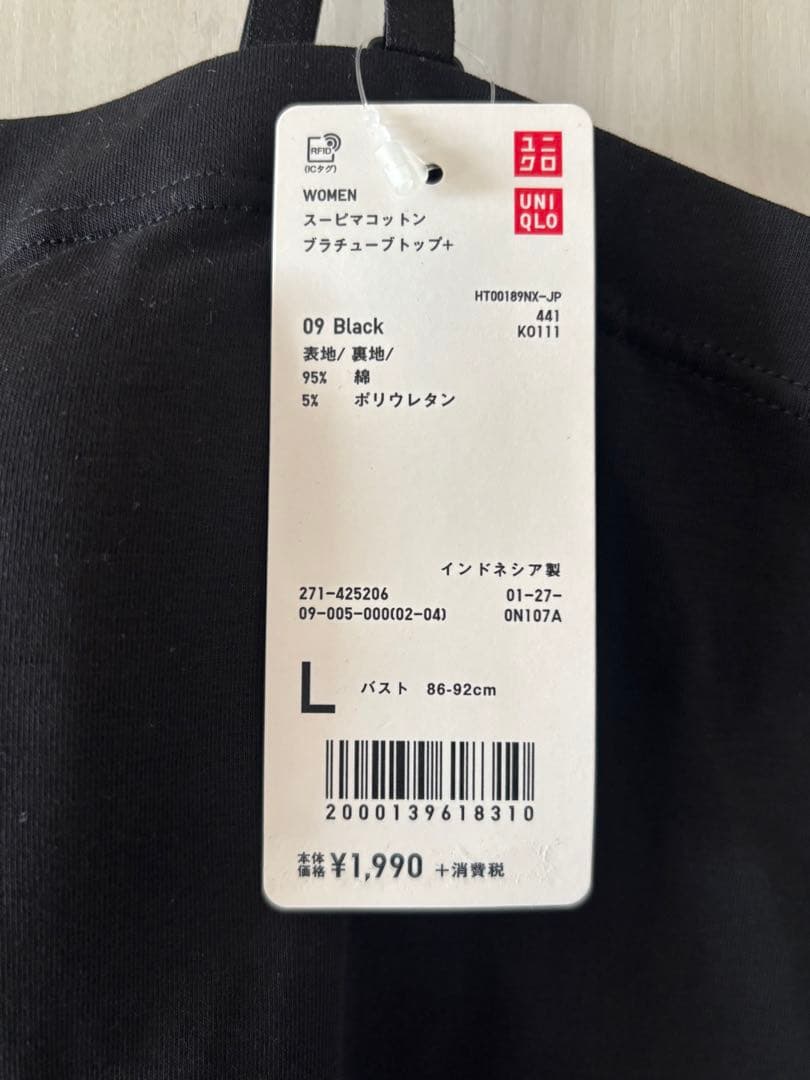 RFID
(ICタグ)
ユニ
クロ
UNI
QLO
WOMEN
スーピマコットン
ブラチューブトップ+
HT00189NX-JP
441
K0111
09 Black
表地/ 裏地/
95% 綿
5% ポリウレタン
インドネシア製
271-425206 01-27-
09-005-000(02-04) 0N107A
L バスト 86-92cm
2000139618310
本体価格 ¥1,990 +消費税